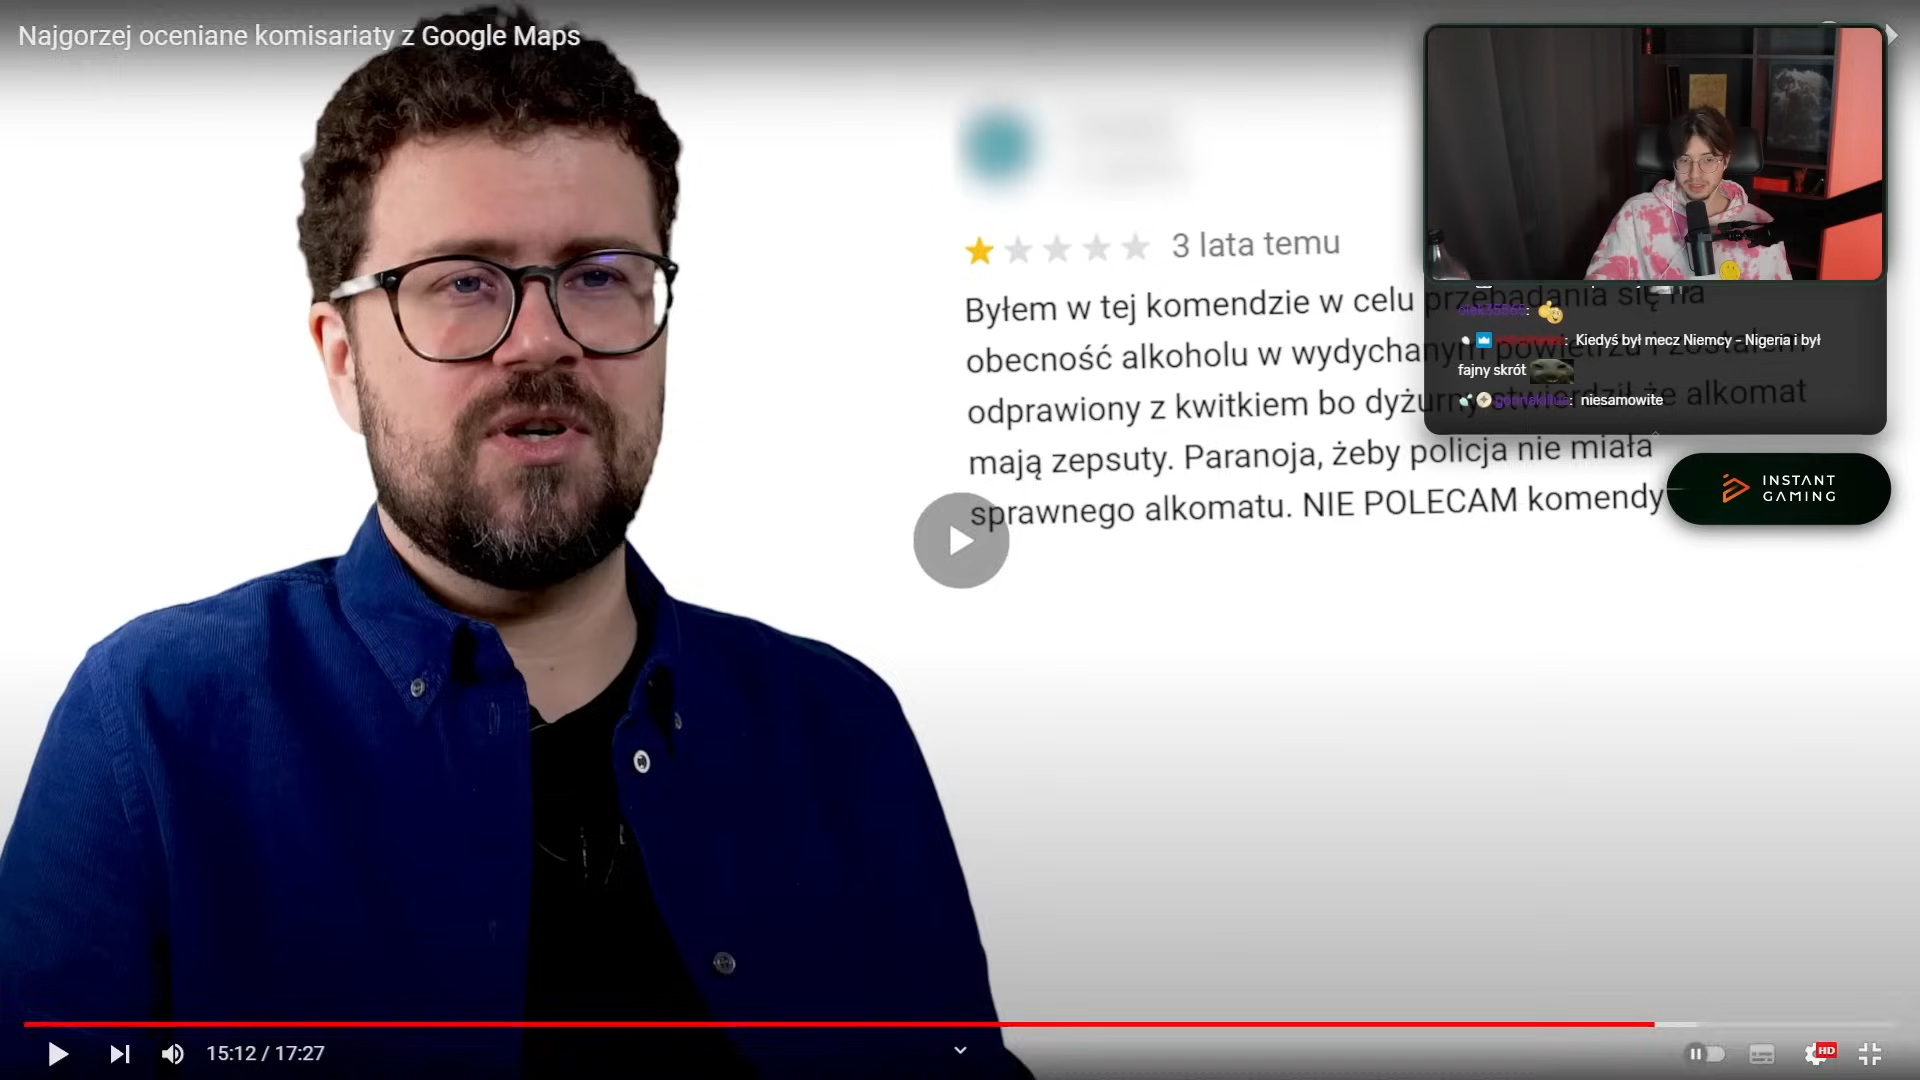 Najgorzej oceniane komisariaty z Google Maps
3 lata temu
Byłem w tej komendzie w celu przebadania się na
obecność alkoholu w wydychanym powietrzu i zostałem
odprawiony z kwitkiem bo dyżurny stwierdził że alkomat
mają zepsuty. Paranoja, żeby policja nie miała
sprawnego alkomatu. NIE POLECAM komendy
: Kiedyś był mecz Niemcy - Nigeria i był
fajny skrót
: niesamowite
INSTANT
GAMING
15:12 / 17:27
HD